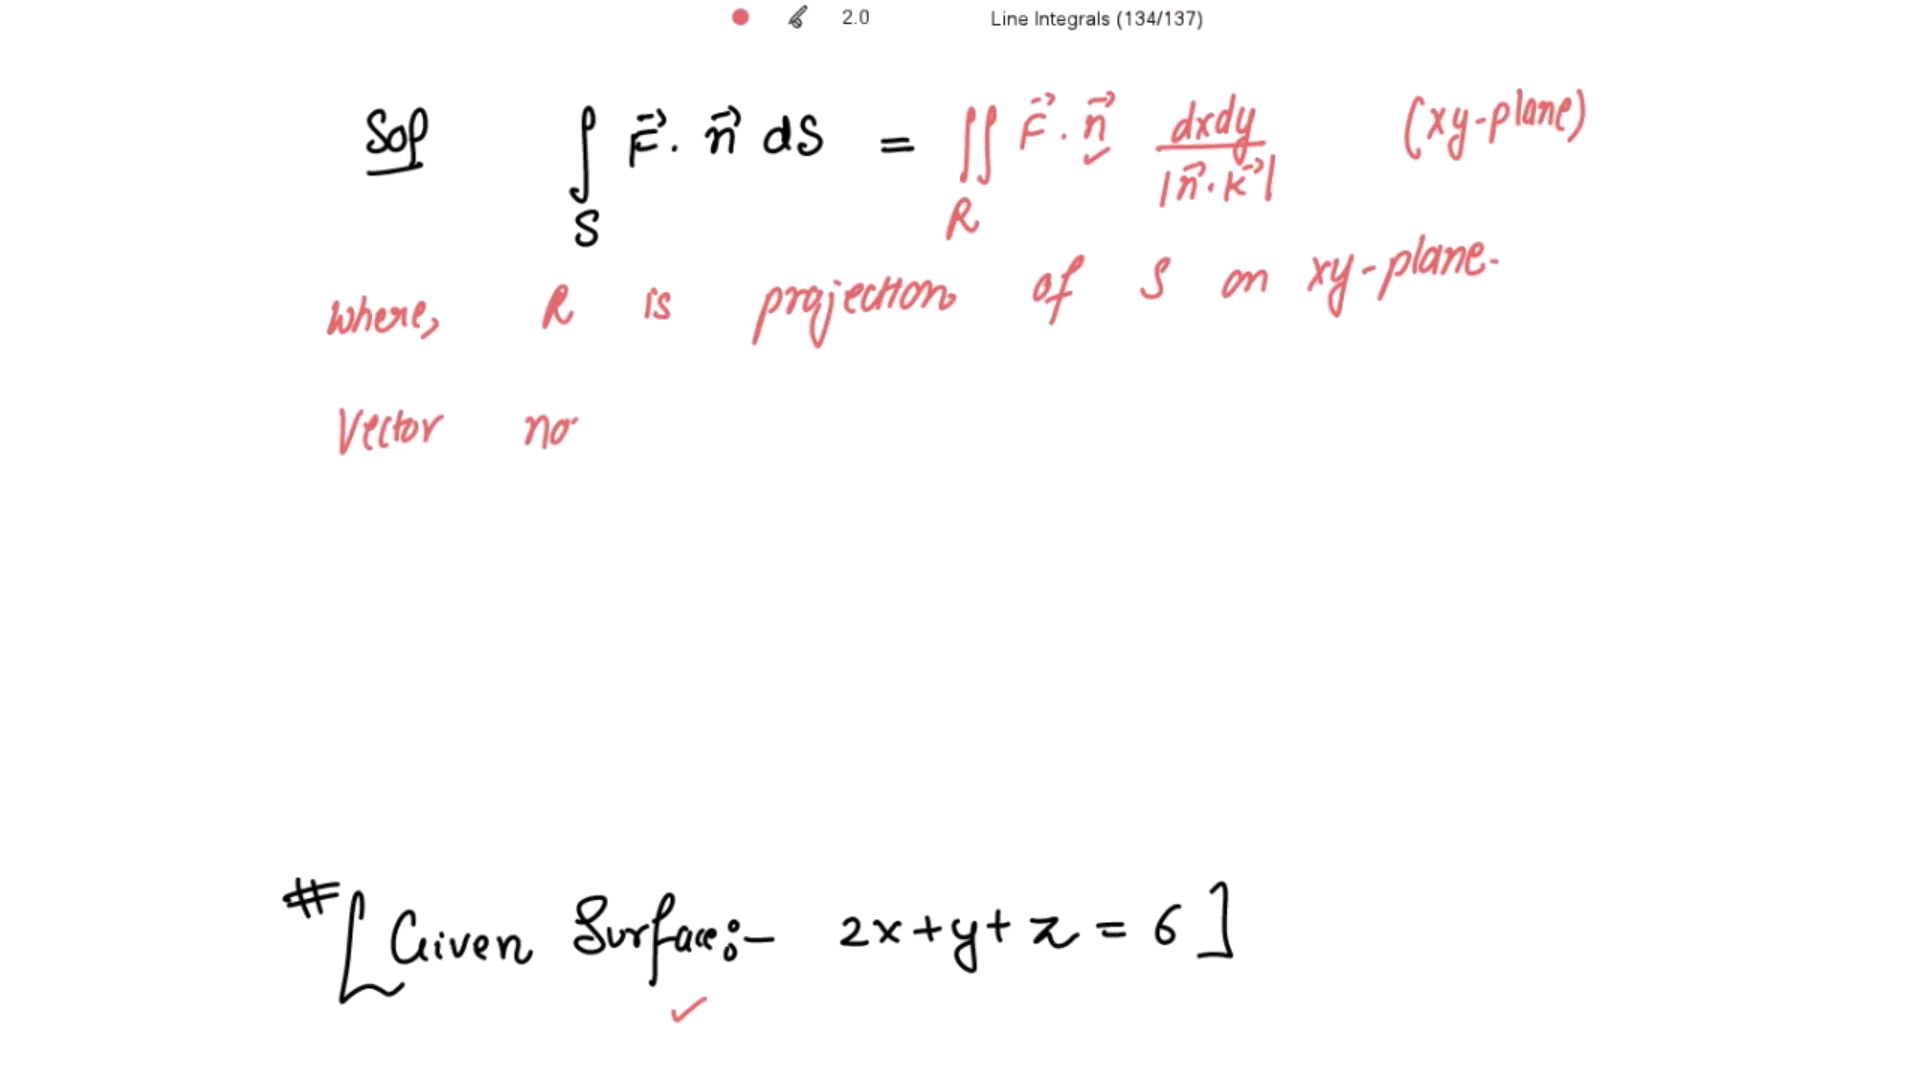 2.0 Line Integrals (134/137)
Sol ∫_S F⃗. n⃗ dS = ∬_R F⃗. n⃗ dxdy/|n⃗.k⃗| (xy-plane)
where, R is projection of S on xy-plane.
Vector no
# [Given Surface:- 2x+y+z = 6]